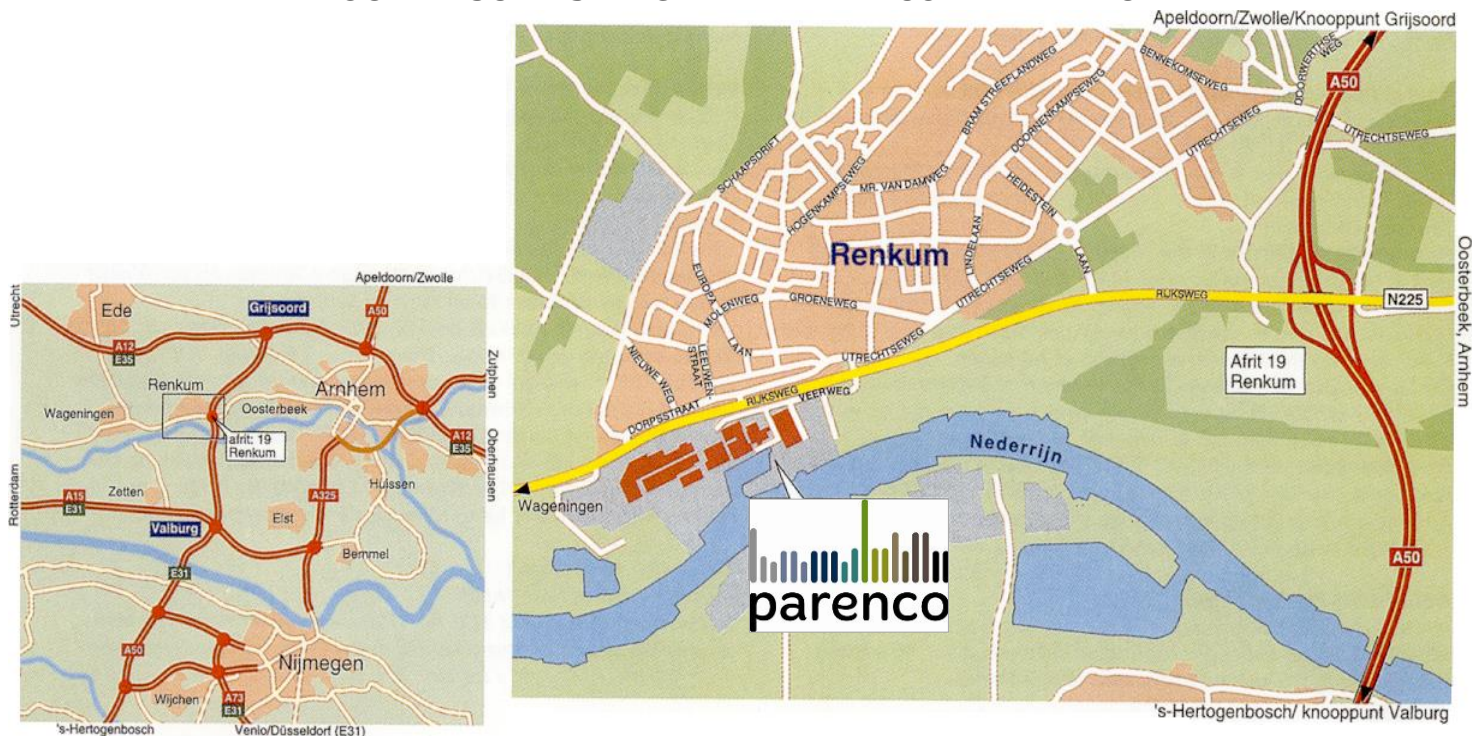 Apeldoorn/Zwolle
Utrecht
Ede
Grijsoord
A50
A12
E35
Zutphen
Renkum
Arnhem
Wageningen
Oosterbeek
afrit: 19
Renkum
A12
E35
Oberhausen
Rotterdam
Zetten
Huissen
A15
E31
A325
Elst
Valburg
Bemmel
E31
A50
Nijmegen
Wijchen
A73
E31
's-Hertogenbosch
Venlo/Düsseldorf (E31)
Apeldoorn/Zwolle/Knooppunt Grijsoord
BENNEKOMSEWEG
DOORWERTHSE
WEG
A50
BRAM STREEFLANDWEG
DOORNENKAMPSEWEG
UTRECHTSEWEG
UTRECHTSEWEG
SCHAAPSDRIFT
HOGENKAMPSEWEG
MR. VAN DAMWEG
HEIDESTEIN
LAAN
Renkum
LINDELAAN
UTRECHTSEWEG
EUROPA
LAAN
MOLENWEG
GROENEWEG
RIJKSWEG
N225
Oosterbeek, Arnhem
NIEUWE WEG
LEEUWEN-
STRAAT
UTRECHTSEWEG
Afrit 19
Renkum
DORPSSTRAAT
RIJKSWEG
VEERWEG
Nederrijn
Wageningen
parenco
A50
's-Hertogenbosch/ knooppunt Valburg